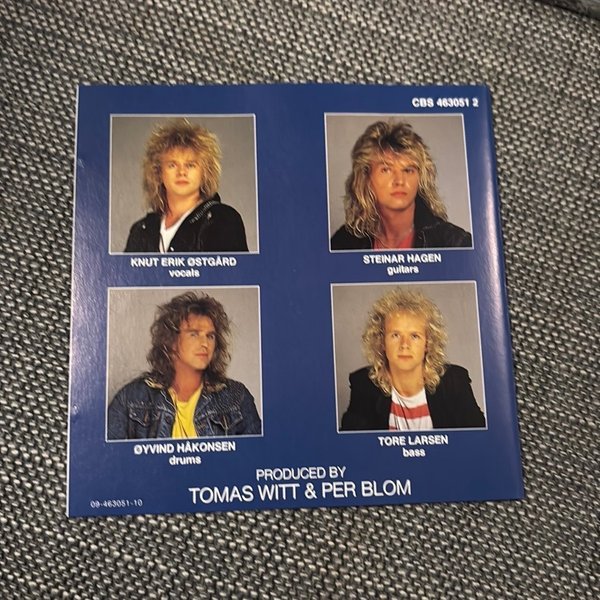 CBS 463051 2
KNUT ERIK ØSTGÅRD
vocals
STEINAR HAGEN
guitars
ØYVIND HÅKONSEN
drums
TORE LARSEN
bass
PRODUCED BY
TOMAS WITT & PER BLOM
09-463051-10